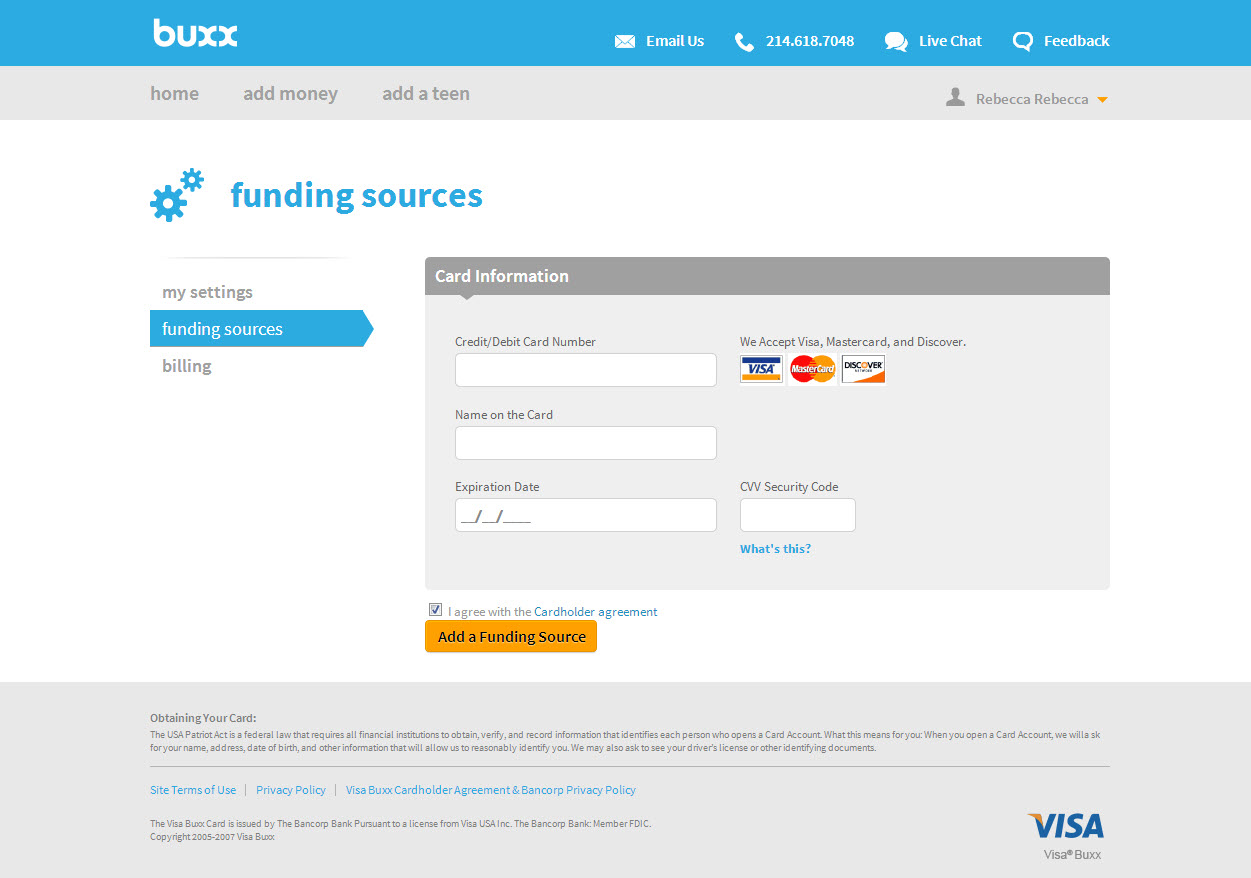 buxx
Email Us
214.618.7048
Live Chat
Feedback
home
add money
add a teen
Rebecca Rebecca
funding sources
my settings
funding sources
billing
Card Information
Credit/Debit Card Number
We Accept Visa, Mastercard, and Discover.
VISA
MasterCard
DISCOVER
NETWORK
Name on the Card
Expiration Date
CVV Security Code
__/__/____
What's this?
I agree with the Cardholder agreement
Add a Funding Source
Obtaining Your Card:
The USA Patriot Act is a federal law that requires all financial institutions to obtain, verify, and record information that identifies each person who opens a Card Account. What this means for you: When you open a Card Account, we willa sk
for your name, address, date of birth, and other information that will allow us to reasonably identify you. We may also ask to see your driver's license or other identifying documents.
Site Terms of Use | Privacy Policy | Visa Buxx Cardholder Agreement & Bancorp Privacy Policy
The Visa Buxx Card is issued by The Bancorp Bank Pursuant to a license from Visa USA Inc. The Bancorp Bank: Member FDIC.
Copyright 2005-2007 Visa Buxx
VISA
Visa® Buxx